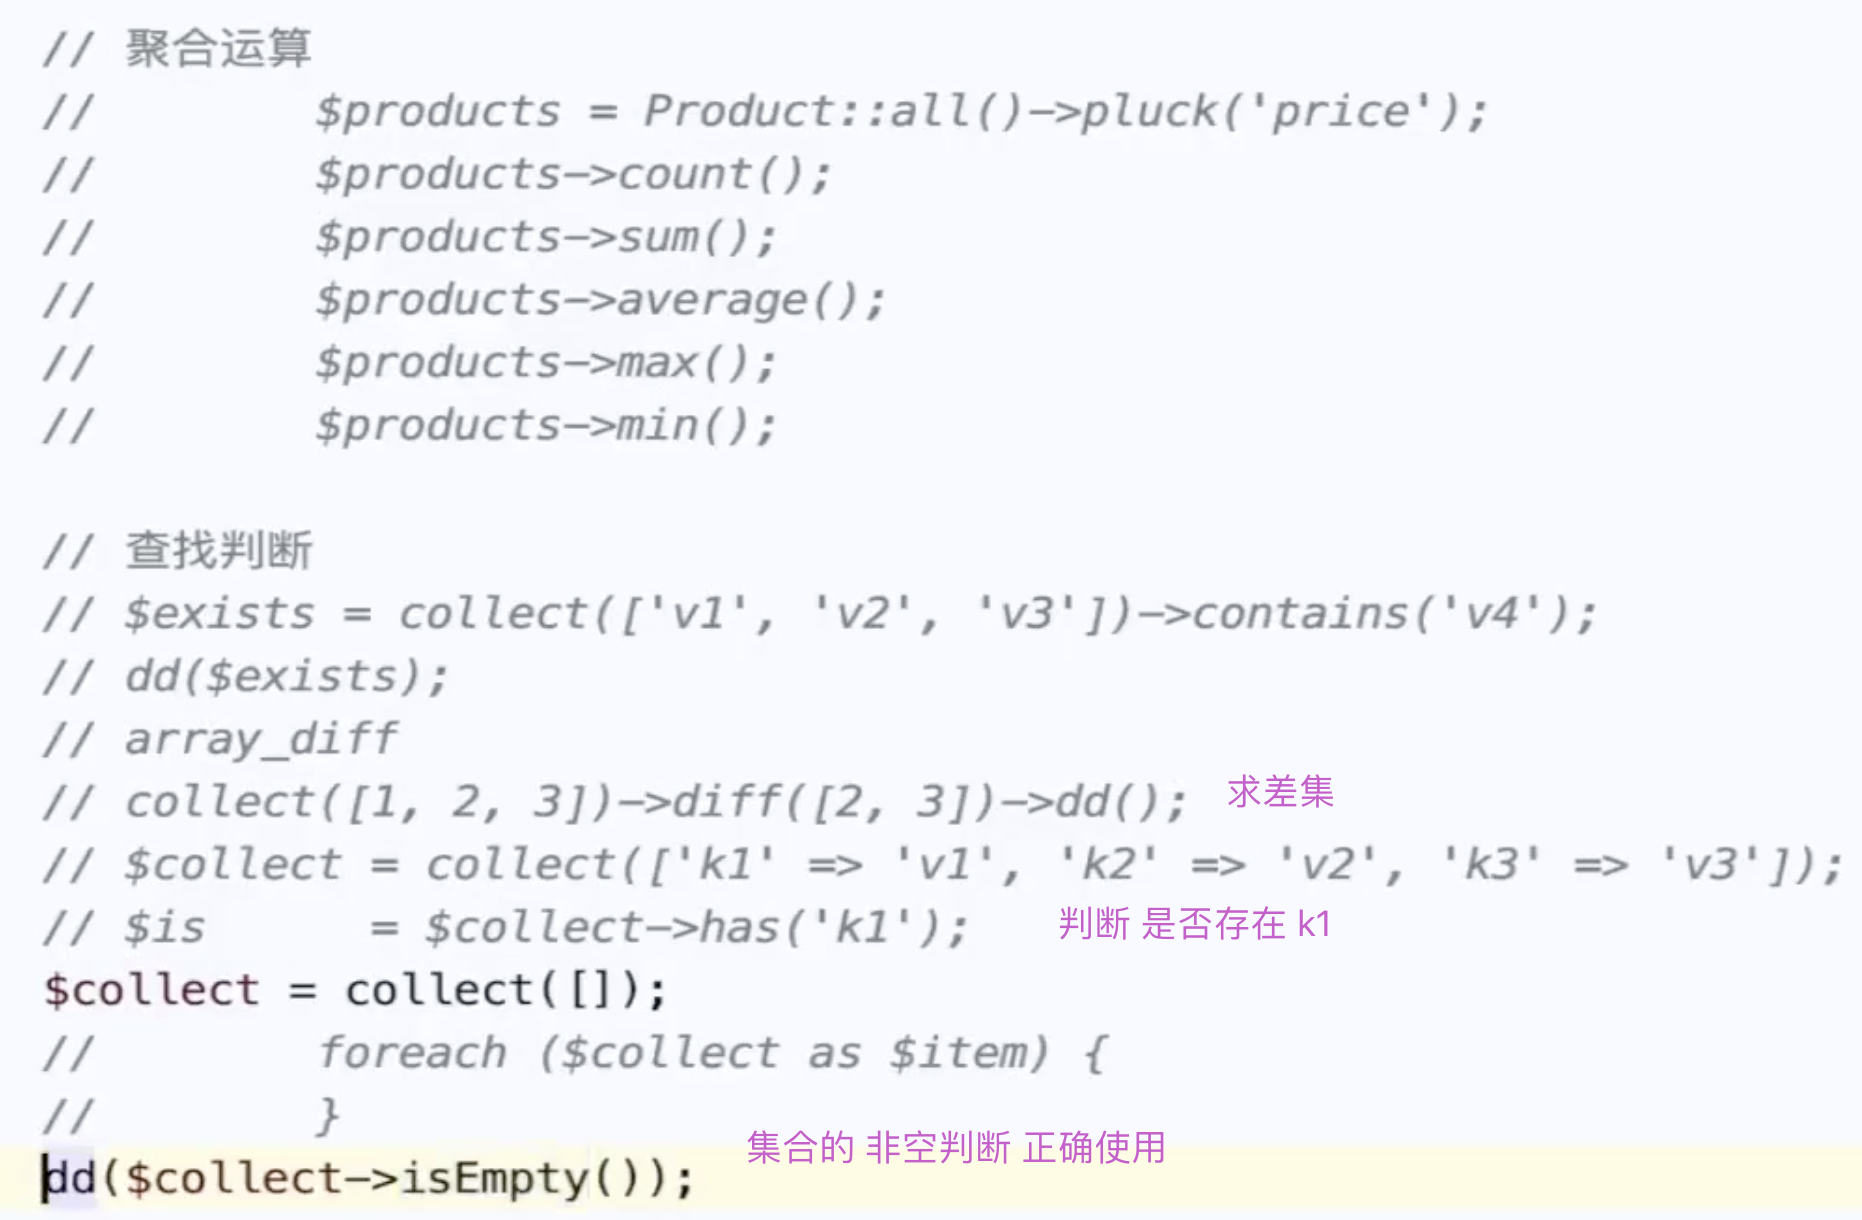 // 聚合运算
//        $products = Product::all()->pluck('price');
//        $products->count();
//        $products->sum();
//        $products->average();
//        $products->max();
//        $products->min();
// 查找判断
// $exists = collect(['v1', 'v2', 'v3'])->contains('v4');
// dd($exists);
// array_diff
// collect([1, 2, 3])->diff([2, 3])->dd(); 求差集
// $collect = collect(['k1' => 'v1', 'k2' => 'v2', 'k3' => 'v3']);
// $is      = $collect->has('k1'); 判断 是否存在 k1
$collect = collect([]);
//        foreach ($collect as $item) {
//        }
集合的 非空判断 正确使用
dd($collect->isEmpty());